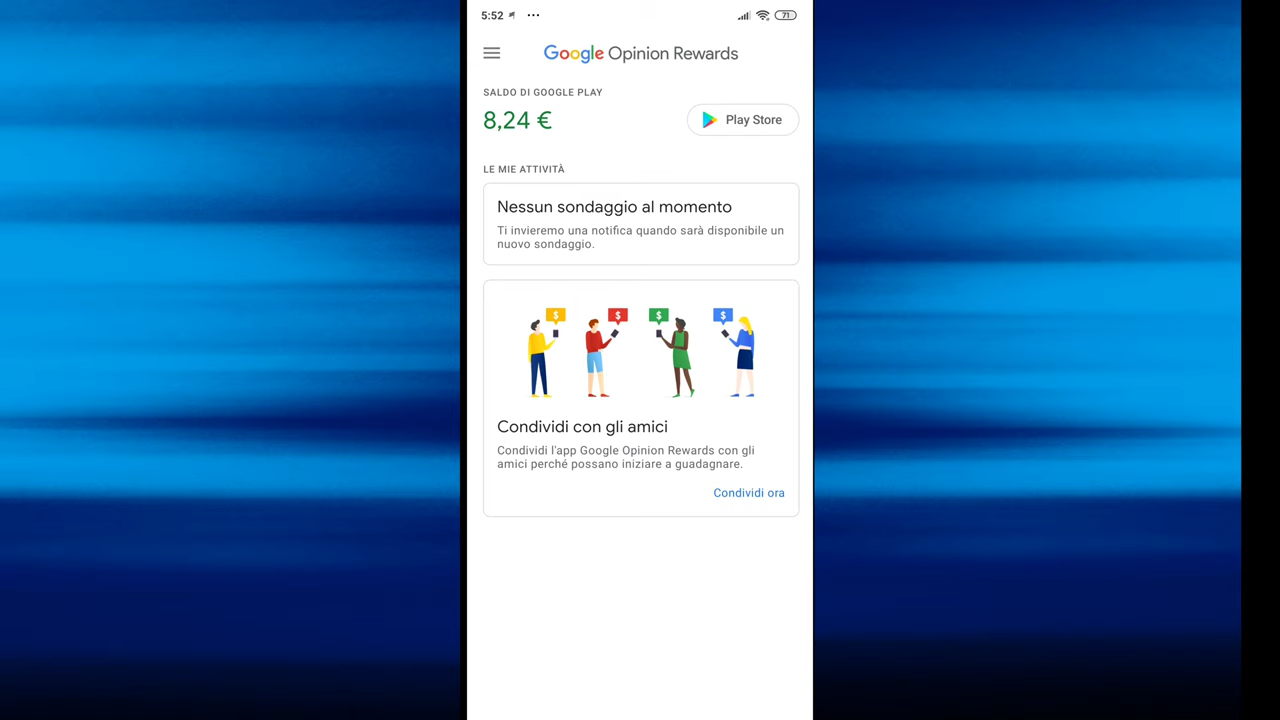 5:52
71
Google Opinion Rewards
SALDO DI GOOGLE PLAY
8,24 €
Play Store
LE MIE ATTIVITÀ
Nessun sondaggio al momento
Ti invieremo una notifica quando sarà disponibile un
nuovo sondaggio.
$ $ $ $
Condividi con gli amici
Condividi l'app Google Opinion Rewards con gli
amici perché possano iniziare a guadagnare.
Condividi ora